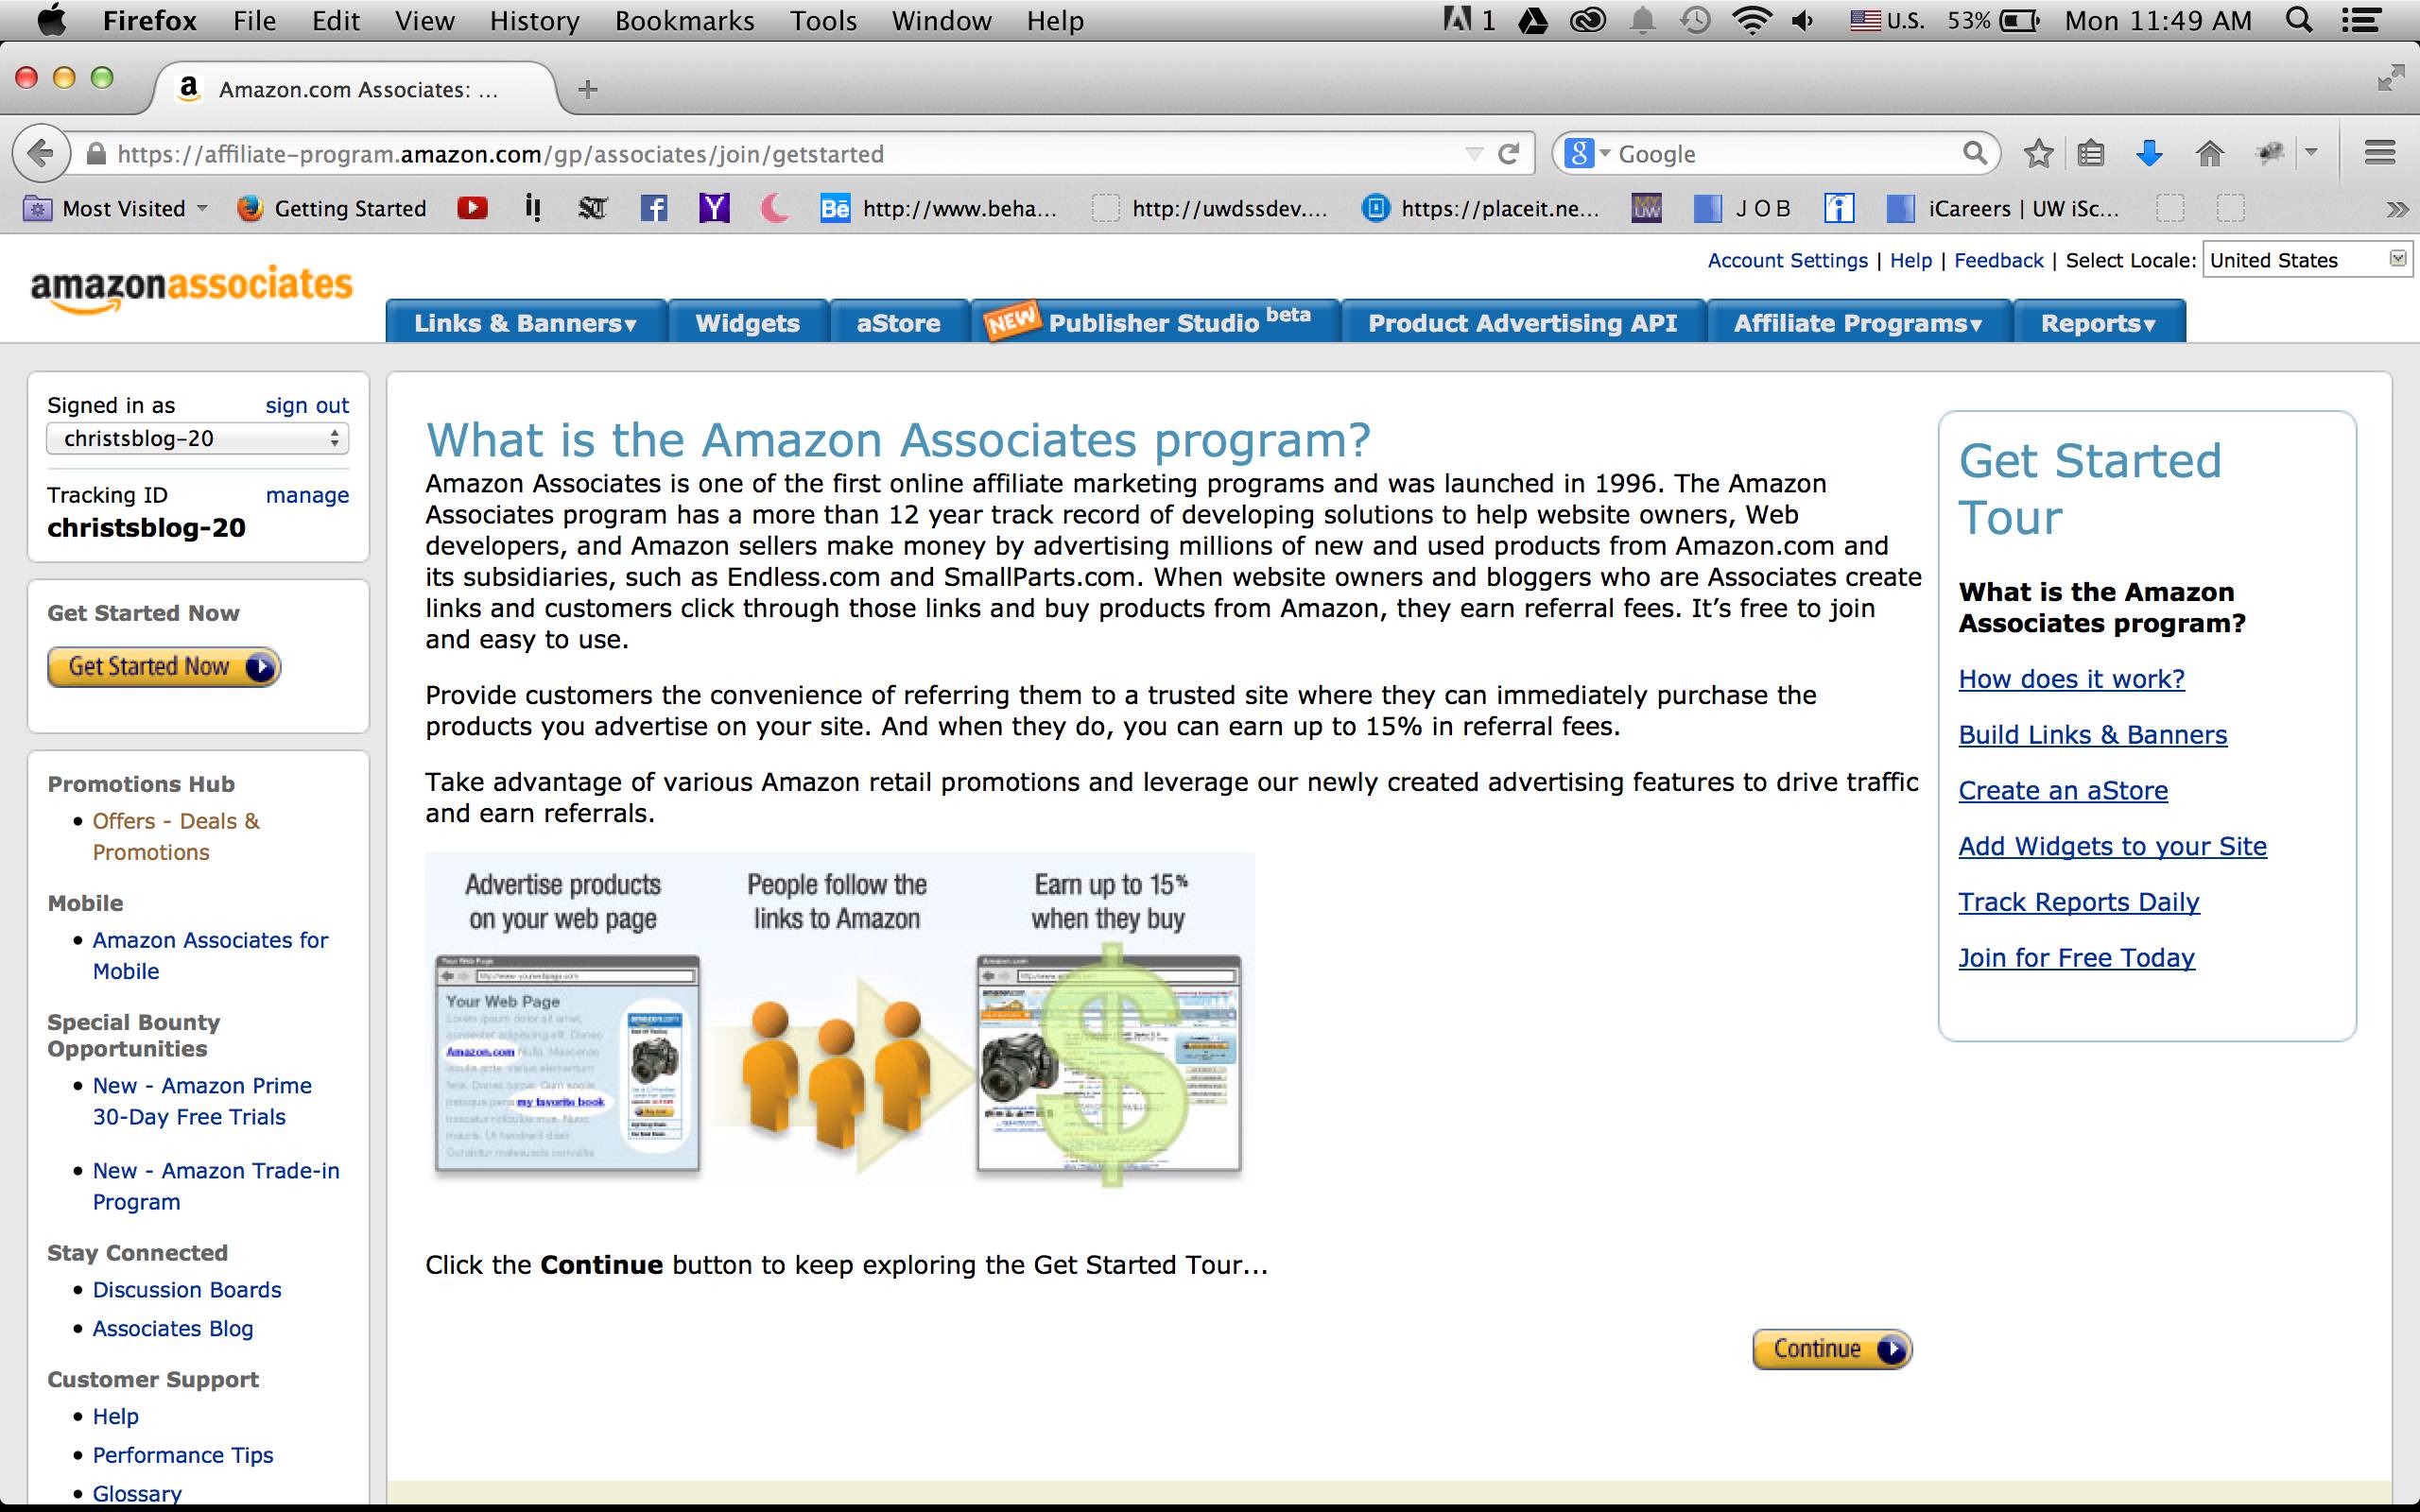 Firefox File Edit View History Bookmarks Tools Window Help 1 U.S. 53% Mon 11:49 AM
a Amazon.com Associates: ... +
https://affiliate-program.amazon.com/gp/associates/join/getstarted 8 Google
Most Visited Getting Started f Y Bē http://www.beha... http://uwdssdev.... https://placeit.ne... MY UW J O B iCareers | UW iSc... »
Account Settings | Help | Feedback | Select Locale: United States
amazonassociates
Links & Banners▾ Widgets aStore NEW Publisher Studio beta Product Advertising API Affiliate Programs▾ Reports▾
Signed in as sign out
christsblog-20
Tracking ID manage
christsblog-20
Get Started Now
Get Started Now
Promotions Hub
• Offers - Deals &
Promotions
Mobile
• Amazon Associates for
Mobile
Special Bounty
Opportunities
• New - Amazon Prime
30-Day Free Trials
• New - Amazon Trade-in
Program
Stay Connected
• Discussion Boards
• Associates Blog
Customer Support
• Help
• Performance Tips
• Glossary
What is the Amazon Associates program?
Amazon Associates is one of the first online affiliate marketing programs and was launched in 1996. The Amazon
Associates program has a more than 12 year track record of developing solutions to help website owners, Web
developers, and Amazon sellers make money by advertising millions of new and used products from Amazon.com and
its subsidiaries, such as Endless.com and SmallParts.com. When website owners and bloggers who are Associates create
links and customers click through those links and buy products from Amazon, they earn referral fees. It’s free to join
and easy to use.
Provide customers the convenience of referring them to a trusted site where they can immediately purchase the
products you advertise on your site. And when they do, you can earn up to 15% in referral fees.
Take advantage of various Amazon retail promotions and leverage our newly created advertising features to drive traffic
and earn referrals.
Advertise products
on your web page
Your Web Page
http://www.yourwebpage.com
Your Web Page
Lorem ipsum dolor sit amet,
Amazon.com
my favorite book
People follow the
links to Amazon
Earn up to 15%
when they buy
Amazon.com
$
Click the Continue button to keep exploring the Get Started Tour...
Continue
Get Started
Tour
What is the Amazon
Associates program?
How does it work?
Build Links & Banners
Create an aStore
Add Widgets to your Site
Track Reports Daily
Join for Free Today